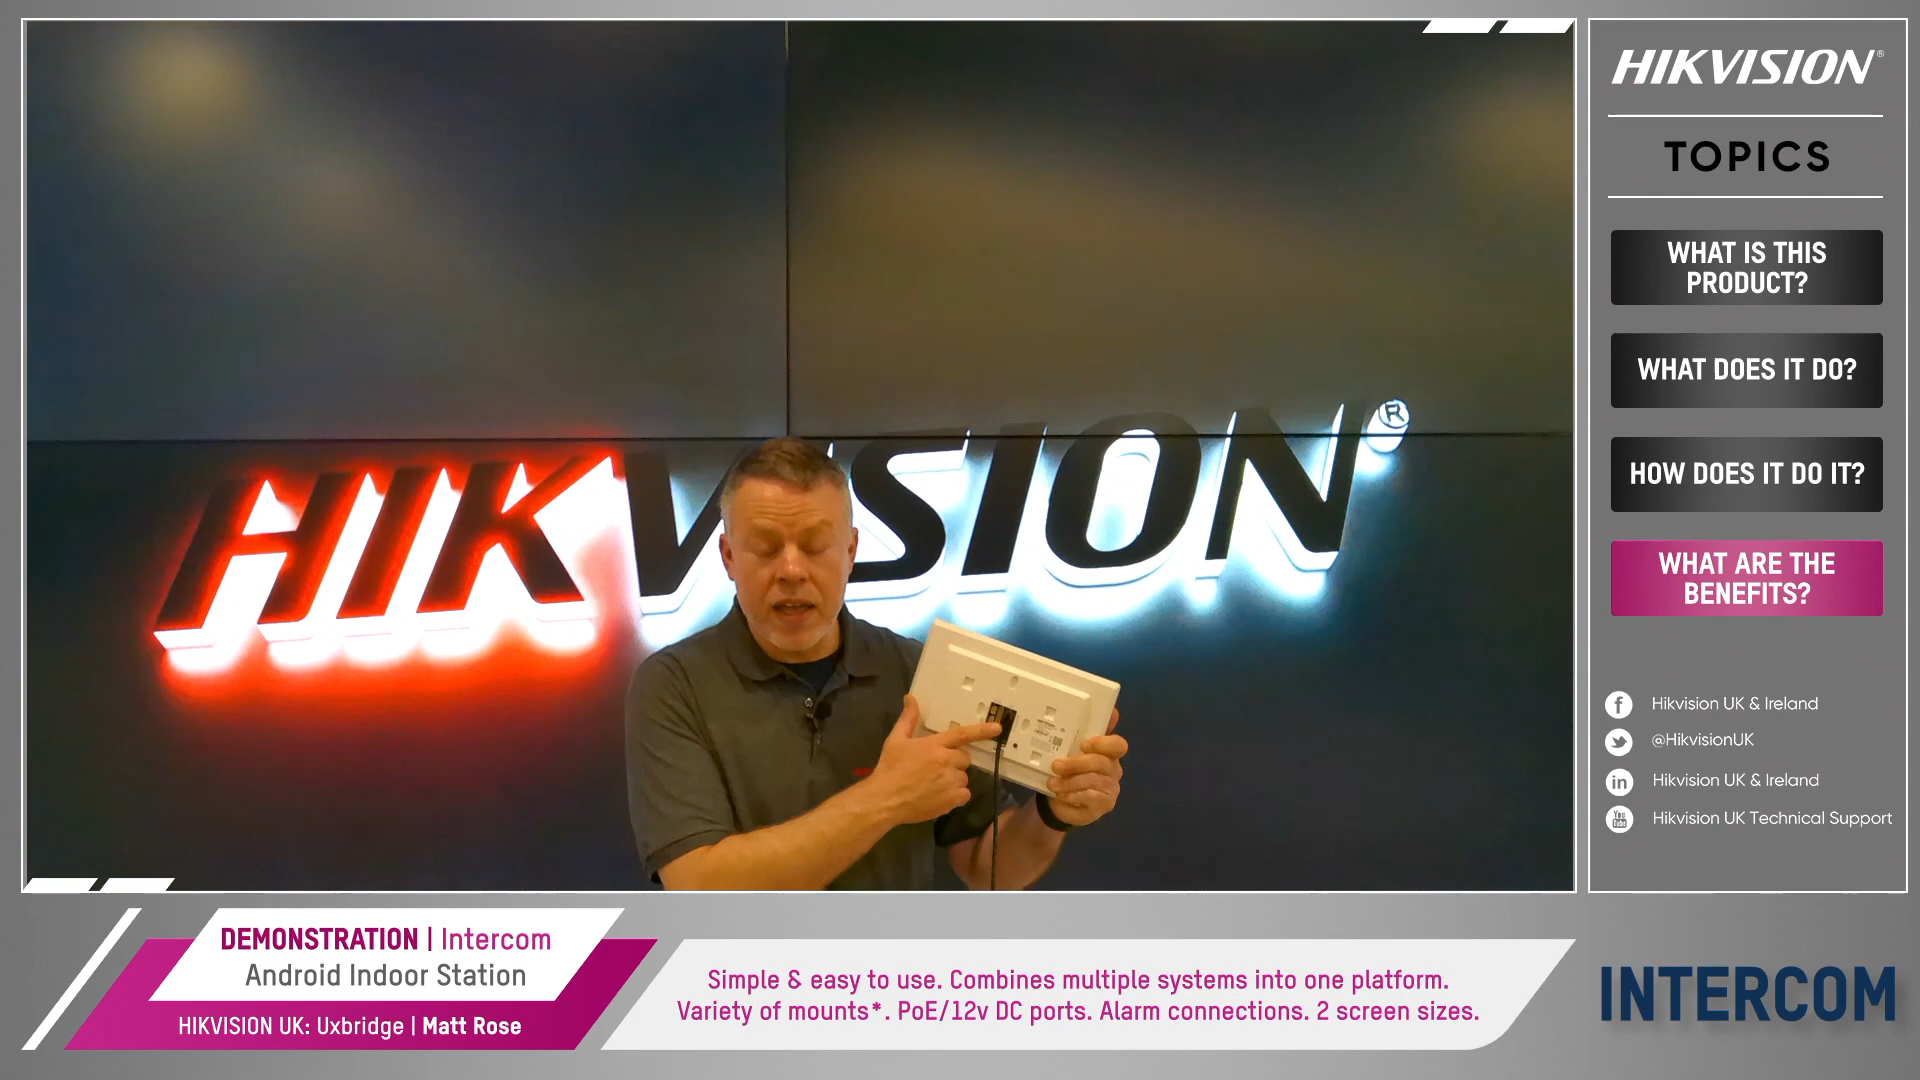 HIKVISION®
HIKVISION®
TOPICS
WHAT IS THIS
PRODUCT?
WHAT DOES IT DO?
HOW DOES IT DO IT?
WHAT ARE THE
BENEFITS?
f Hikvision UK & Ireland
@HikvisionUK
in Hikvision UK & Ireland
You Tube Hikvision UK Technical Support
DEMONSTRATION | Intercom
Android Indoor Station
HIKVISION UK: Uxbridge | Matt Rose
Simple & easy to use. Combines multiple systems into one platform.
Variety of mounts*. PoE/12v DC ports. Alarm connections. 2 screen sizes.
INTERCOM